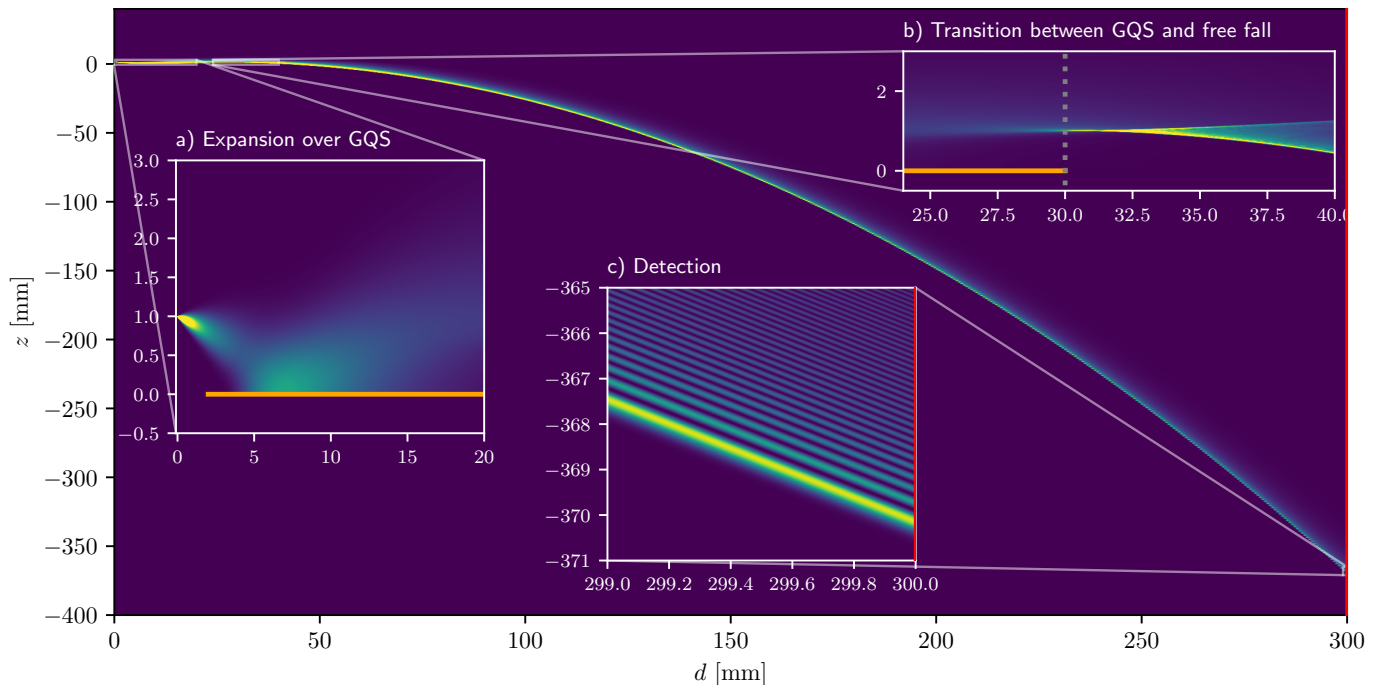 b) Transition between GQS and free fall
2
0
25.0 27.5 30.0 32.5 35.0 37.5 40.0
a) Expansion over GQS
3.0
2.5
2.0
1.5
1.0
0.5
0.0
−0.5
0 5 10 15 20
c) Detection
−365
−366
−367
−368
−369
−370
−371
299.0 299.2 299.4 299.6 299.8 300.0
z [mm]
0
−50
−100
−150
−200
−250
−300
−350
−400
0 50 100 150 200 250 300
d [mm]